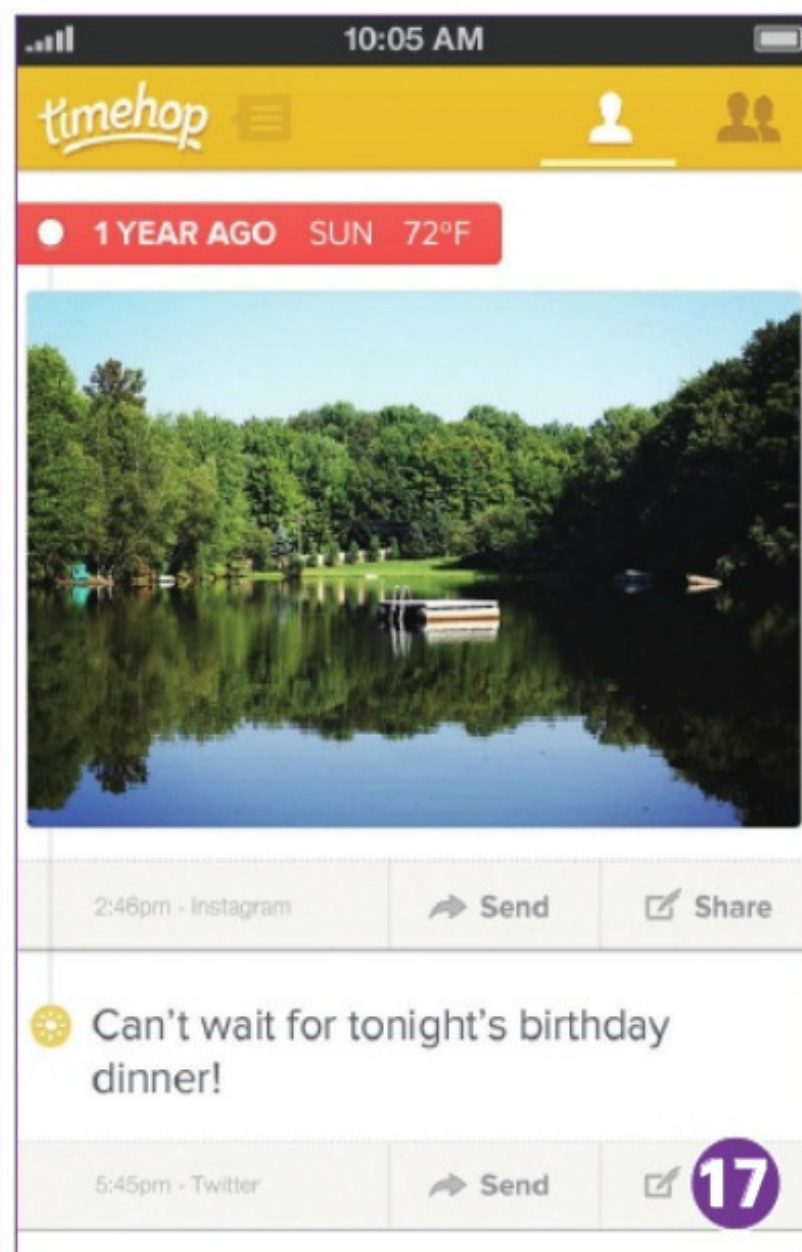 10:05 AM
timehop
1 YEAR AGO SUN 72°F
2:46pm - Instagram Send Share
Can't wait for tonight's birthday
dinner!
5:45pm - Twitter Send 17